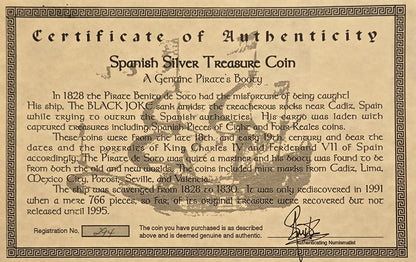 Certificate of Authenticity
Spanish Silver Treasure Coin
A Genuine Pirate's Booty
In 1828 the Pirate Benito de Soto had the misfortune of being caught!
His ship, The BLACK JOKE sank amidst the treacherous rocks near Cadiz, Spain
while trying to outrun the Spanish authorities. His ship was laden with
captured treasures including Spanish Pieces of Eight and Four Reales coins.
These coins were from the late 18th. and early 19th. century and bear the
dates and the portraits of King Charles IV and Ferdenand VII of Spain
accordingly. The Pirate de Soto was quite a marauder. His booty was found to be
from both the old and new worlds. The coins included issues from Cadiz, Lima,
Mexico City, Potosi, Seville, and Valencia.
The ship was scavenged from 1828 to 1830. It was only rediscovered in 1991
when a mere 766 pieces, so far, of its original treasure are recovered but not
released until 1995.
Registration No. 294
The coin you have purchased is as described
above and is deemed genuine and authentic.
Authenticating Numismatist